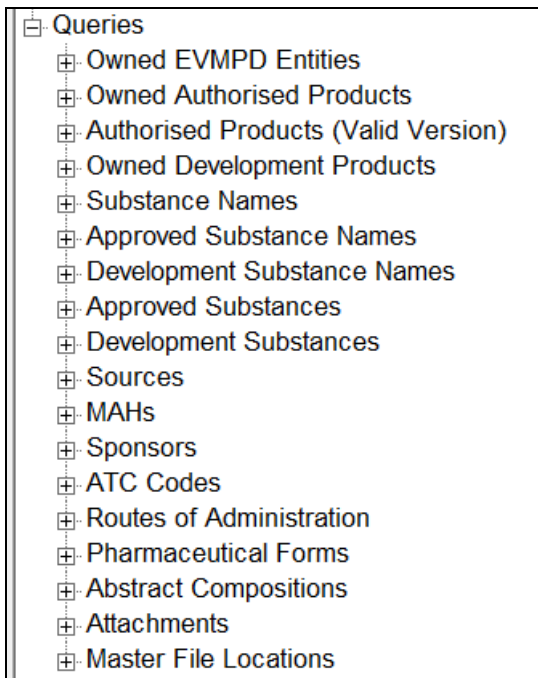 Queries
Owned EVMPD Entities
Owned Authorised Products
Authorised Products (Valid Version)
Owned Development Products
Substance Names
Approved Substance Names
Development Substance Names
Approved Substances
Development Substances
Sources
MAHs
Sponsors
ATC Codes
Routes of Administration
Pharmaceutical Forms
Abstract Compositions
Attachments
Master File Locations